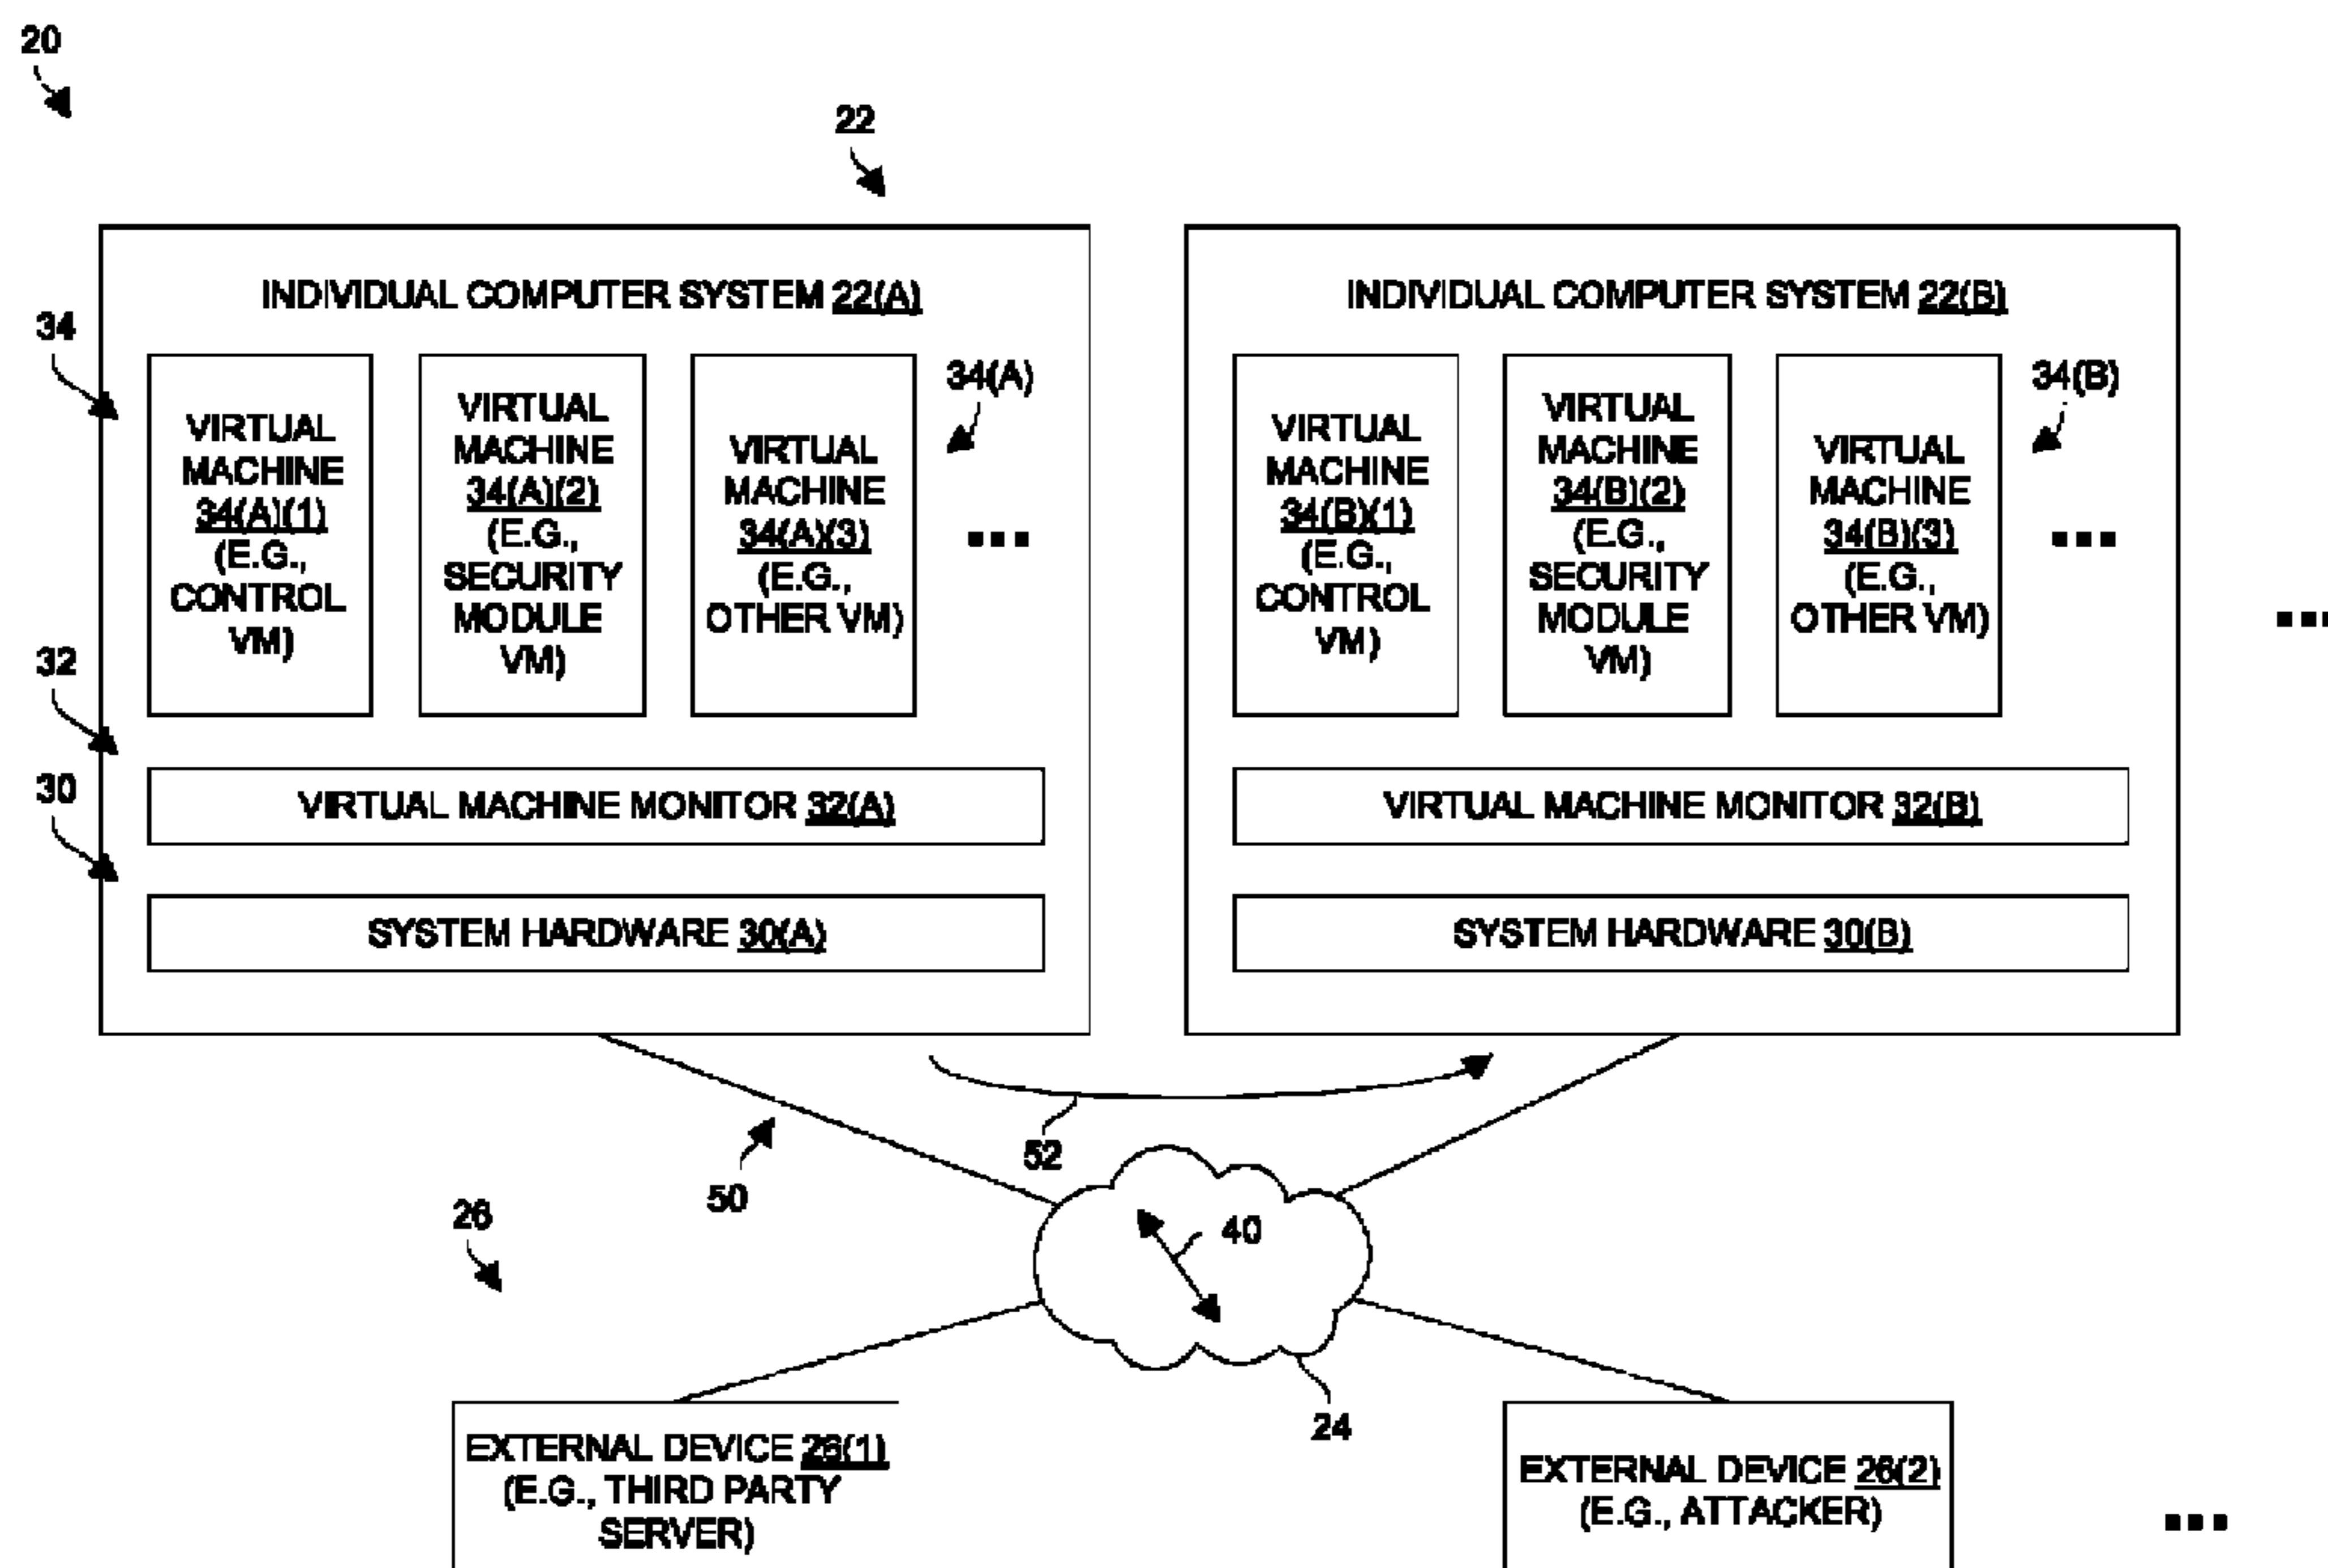 20
22
INDIVIDUAL COMPUTER SYSTEM 22(A)
34
VIRTUAL
MACHINE
34(A)(1)
(E.G.,
CONTROL
VM)
VIRTUAL
MACHINE
34(A)(2)
(E.G.,
SECURITY
MODULE
VM)
VIRTUAL
MACHINE
34(A)(3)
(E.G.,
OTHER VM)
34(A)
...
32
VIRTUAL MACHINE MONITOR 32(A)
30
SYSTEM HARDWARE 30(A)
INDIVIDUAL COMPUTER SYSTEM 22(B)
VIRTUAL
MACHINE
34(B)(1)
(E.G.,
CONTROL
VM)
VIRTUAL
MACHINE
34(B)(2)
(E.G.,
SECURITY
MODULE
VM)
VIRTUAL
MACHINE
34(B)(3)
(E.G.,
OTHER VM)
34(B)
...
VIRTUAL MACHINE MONITOR 32(B)
SYSTEM HARDWARE 30(B)
...
52
50
26
40
24
EXTERNAL DEVICE 26(1)
(E.G., THIRD PARTY
SERVER)
EXTERNAL DEVICE 26(2)
(E.G., ATTACKER)
...